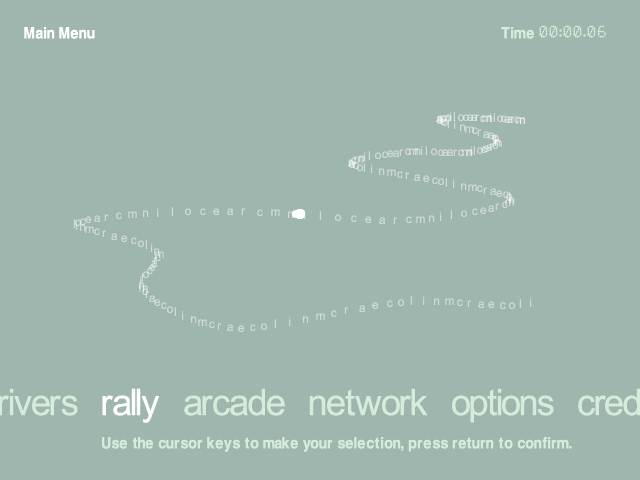 Main Menu
Time 00:00.06
rivers rally arcade network options cred
Use the cursor keys to make your selection, press return to confirm.